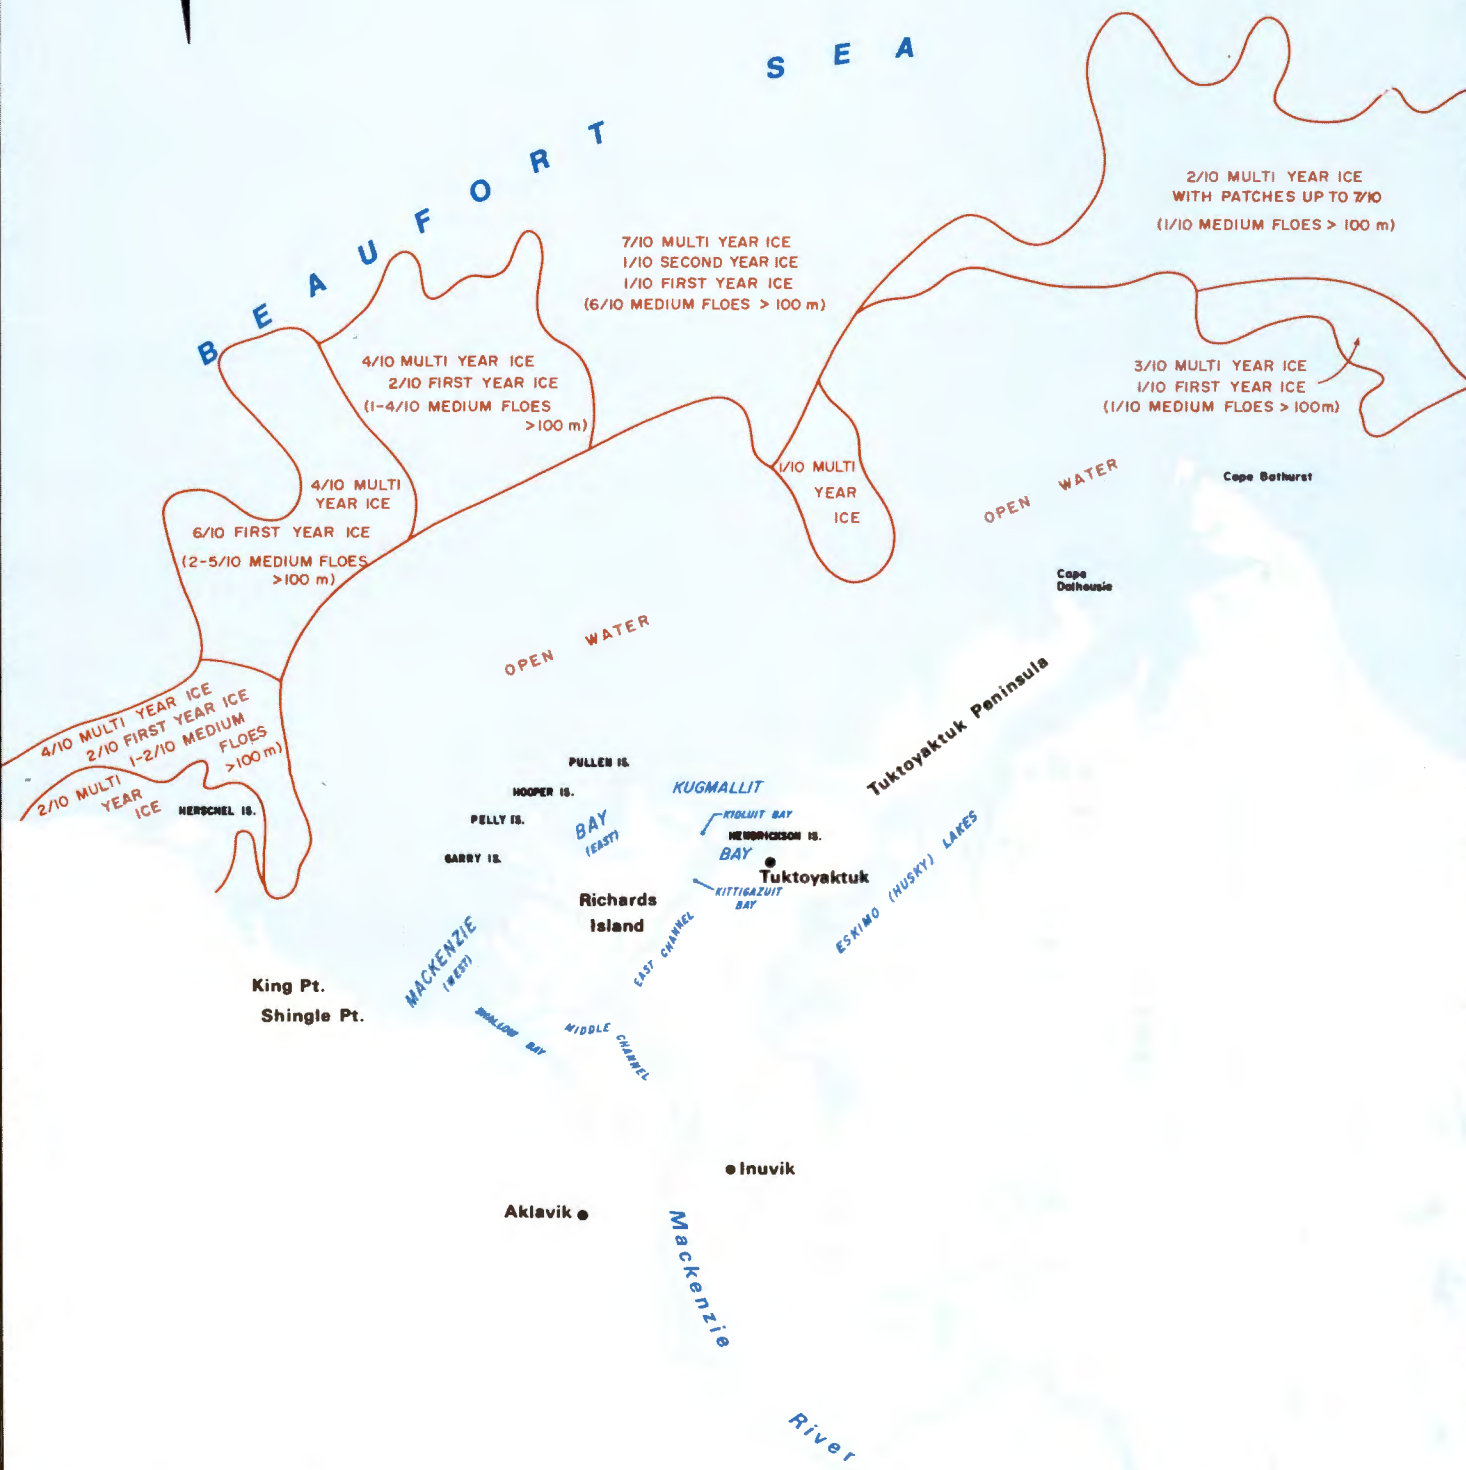 BEAUFORT SEA
2/10 MULTI YEAR ICE
WITH PATCHES UP TO 7/10
(1/10 MEDIUM FLOES > 100 m)
7/10 MULTI YEAR ICE
1/10 SECOND YEAR ICE
1/10 FIRST YEAR ICE
(6/10 MEDIUM FLOES > 100 m)
4/10 MULTI YEAR ICE
2/10 FIRST YEAR ICE
(1-4/10 MEDIUM FLOES
>100 m)
3/10 MULTI YEAR ICE
1/10 FIRST YEAR ICE
(1/10 MEDIUM FLOES >100m)
4/10 MULTI
YEAR ICE
6/10 FIRST YEAR ICE
(2-5/10 MEDIUM FLOES
>100 m)
1/10 MULTI
YEAR
ICE
OPEN WATER
Cape Bathurst
Cape
Dalhousie
OPEN WATER
Tuktoyaktuk Peninsula
4/10 MULTI YEAR ICE
2/10 FIRST YEAR ICE
1-2/10 MEDIUM
FLOES
>100 m)
2/10 MULTI
YEAR
ICE
HERSCHEL IS.
PULLEN IS.
HOOPER IS.
PELLY IS.
GARRY IS.
KUGMALLIT
BAY
KIDLUIT BAY
HENDRICKSON IS.
BAY
(EAST)
Tuktoyaktuk
KITTIGAZUIT
BAY
ESKIMO (HUSKY) LAKES
Richards
Island
EAST CHANNEL
MACKENZIE
(WEST)
King Pt.
Shingle Pt.
SHALLOW BAY
MIDDLE CHANNEL
Inuvik
Aklavik
Mackenzie
River